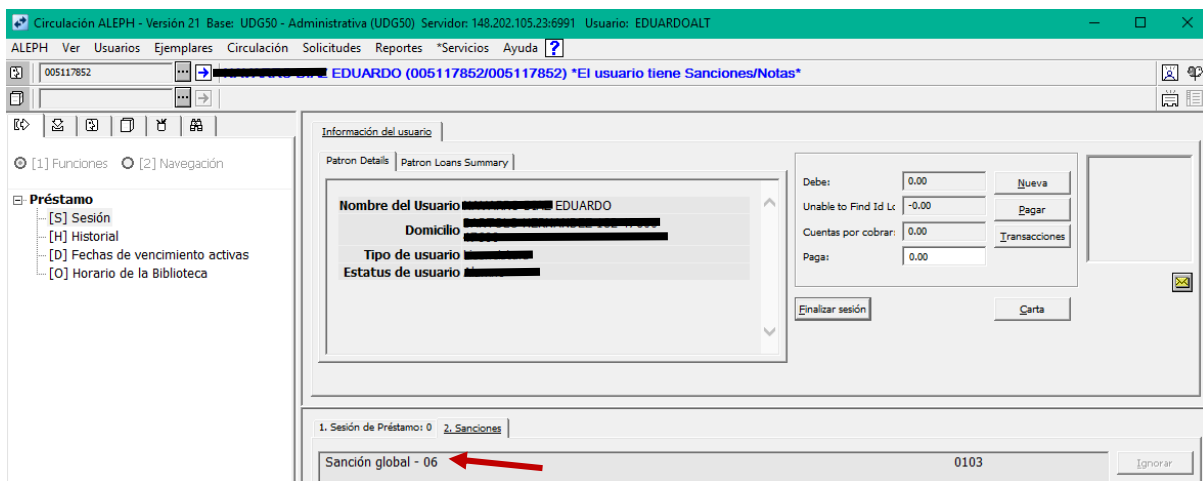 Circulación ALEPH - Versión 21 Base: UDG50 - Administrativa (UDG50) Servidor: 148.202.105.23:6991 Usuario: EDUARDOALT
ALEPH Ver Usuarios Ejemplares Circulación Solicitudes Reportes *Servicios Ayuda ?
005117852 ... EDUARDO (005117852/005117852) *El usuario tiene Sanciones/Notas*
...
[1] Funciones [2] Navegación
Préstamo
[S] Sesión
[H] Historial
[D] Fechas de vencimiento activas
[O] Horario de la Biblioteca
Información del usuario
Patron Details Patron Loans Summary
Nombre del Usuario EDUARDO
Domicilio
Tipo de usuario
Estatus de usuario
Debe: 0.00 Nueva
Unable to Find Id Lo -0.00 Pagar
Cuentas por cobrar: 0.00 Transacciones
Paga: 0.00
Finalizar sesión Carta
1. Sesión de Préstamo: 0 2. Sanciones
Sanción global - 06 0103 Ignorar